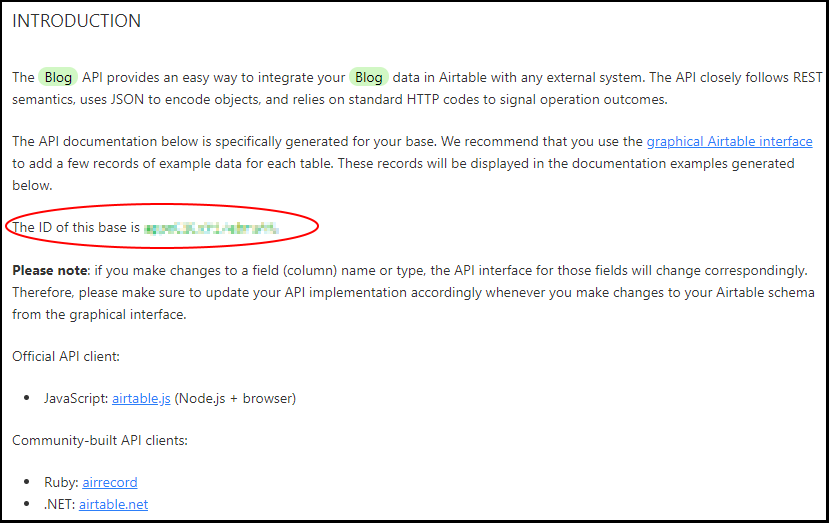 INTRODUCTION
The Blog API provides an easy way to integrate your Blog data in Airtable with any external system. The API closely follows REST
semantics, uses JSON to encode objects, and relies on standard HTTP codes to signal operation outcomes.
The API documentation below is specifically generated for your base. We recommend that you use the graphical Airtable interface
to add a few records of example data for each table. These records will be displayed in the documentation examples generated
below.
The ID of this base is
Please note: if you make changes to a field (column) name or type, the API interface for those fields will change correspondingly.
Therefore, please make sure to update your API implementation accordingly whenever you make changes to your Airtable schema
from the graphical interface.
Official API client:
• JavaScript: airtable.js (Node.js + browser)
Community-built API clients:
• Ruby: airrecord
• .NET: airtable.net